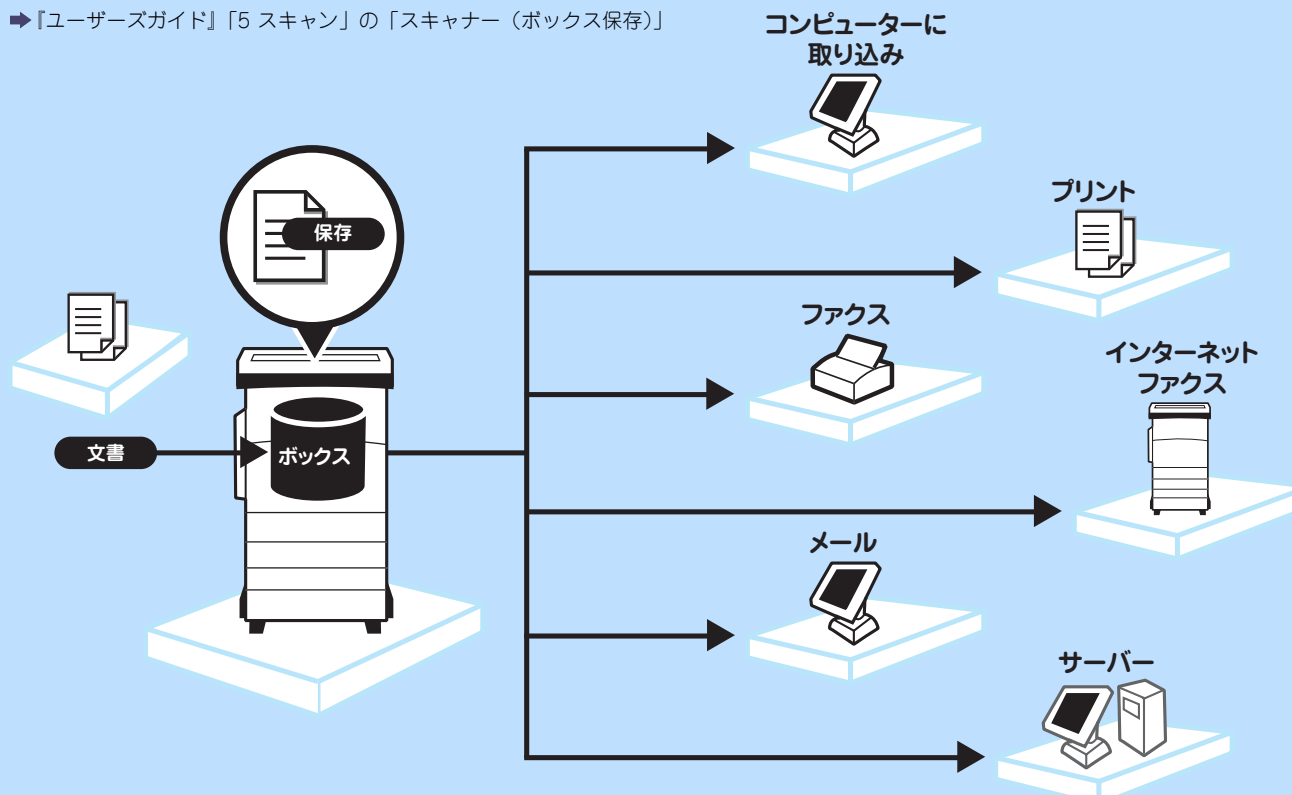 ➡『ユーザーズガイド』「5 スキャン」の「スキャナー（ボックス保存）」
コンピューターに
取り込み
プリント
保存
ファクス
インターネット
ファクス
文書
ボックス
メール
サーバー